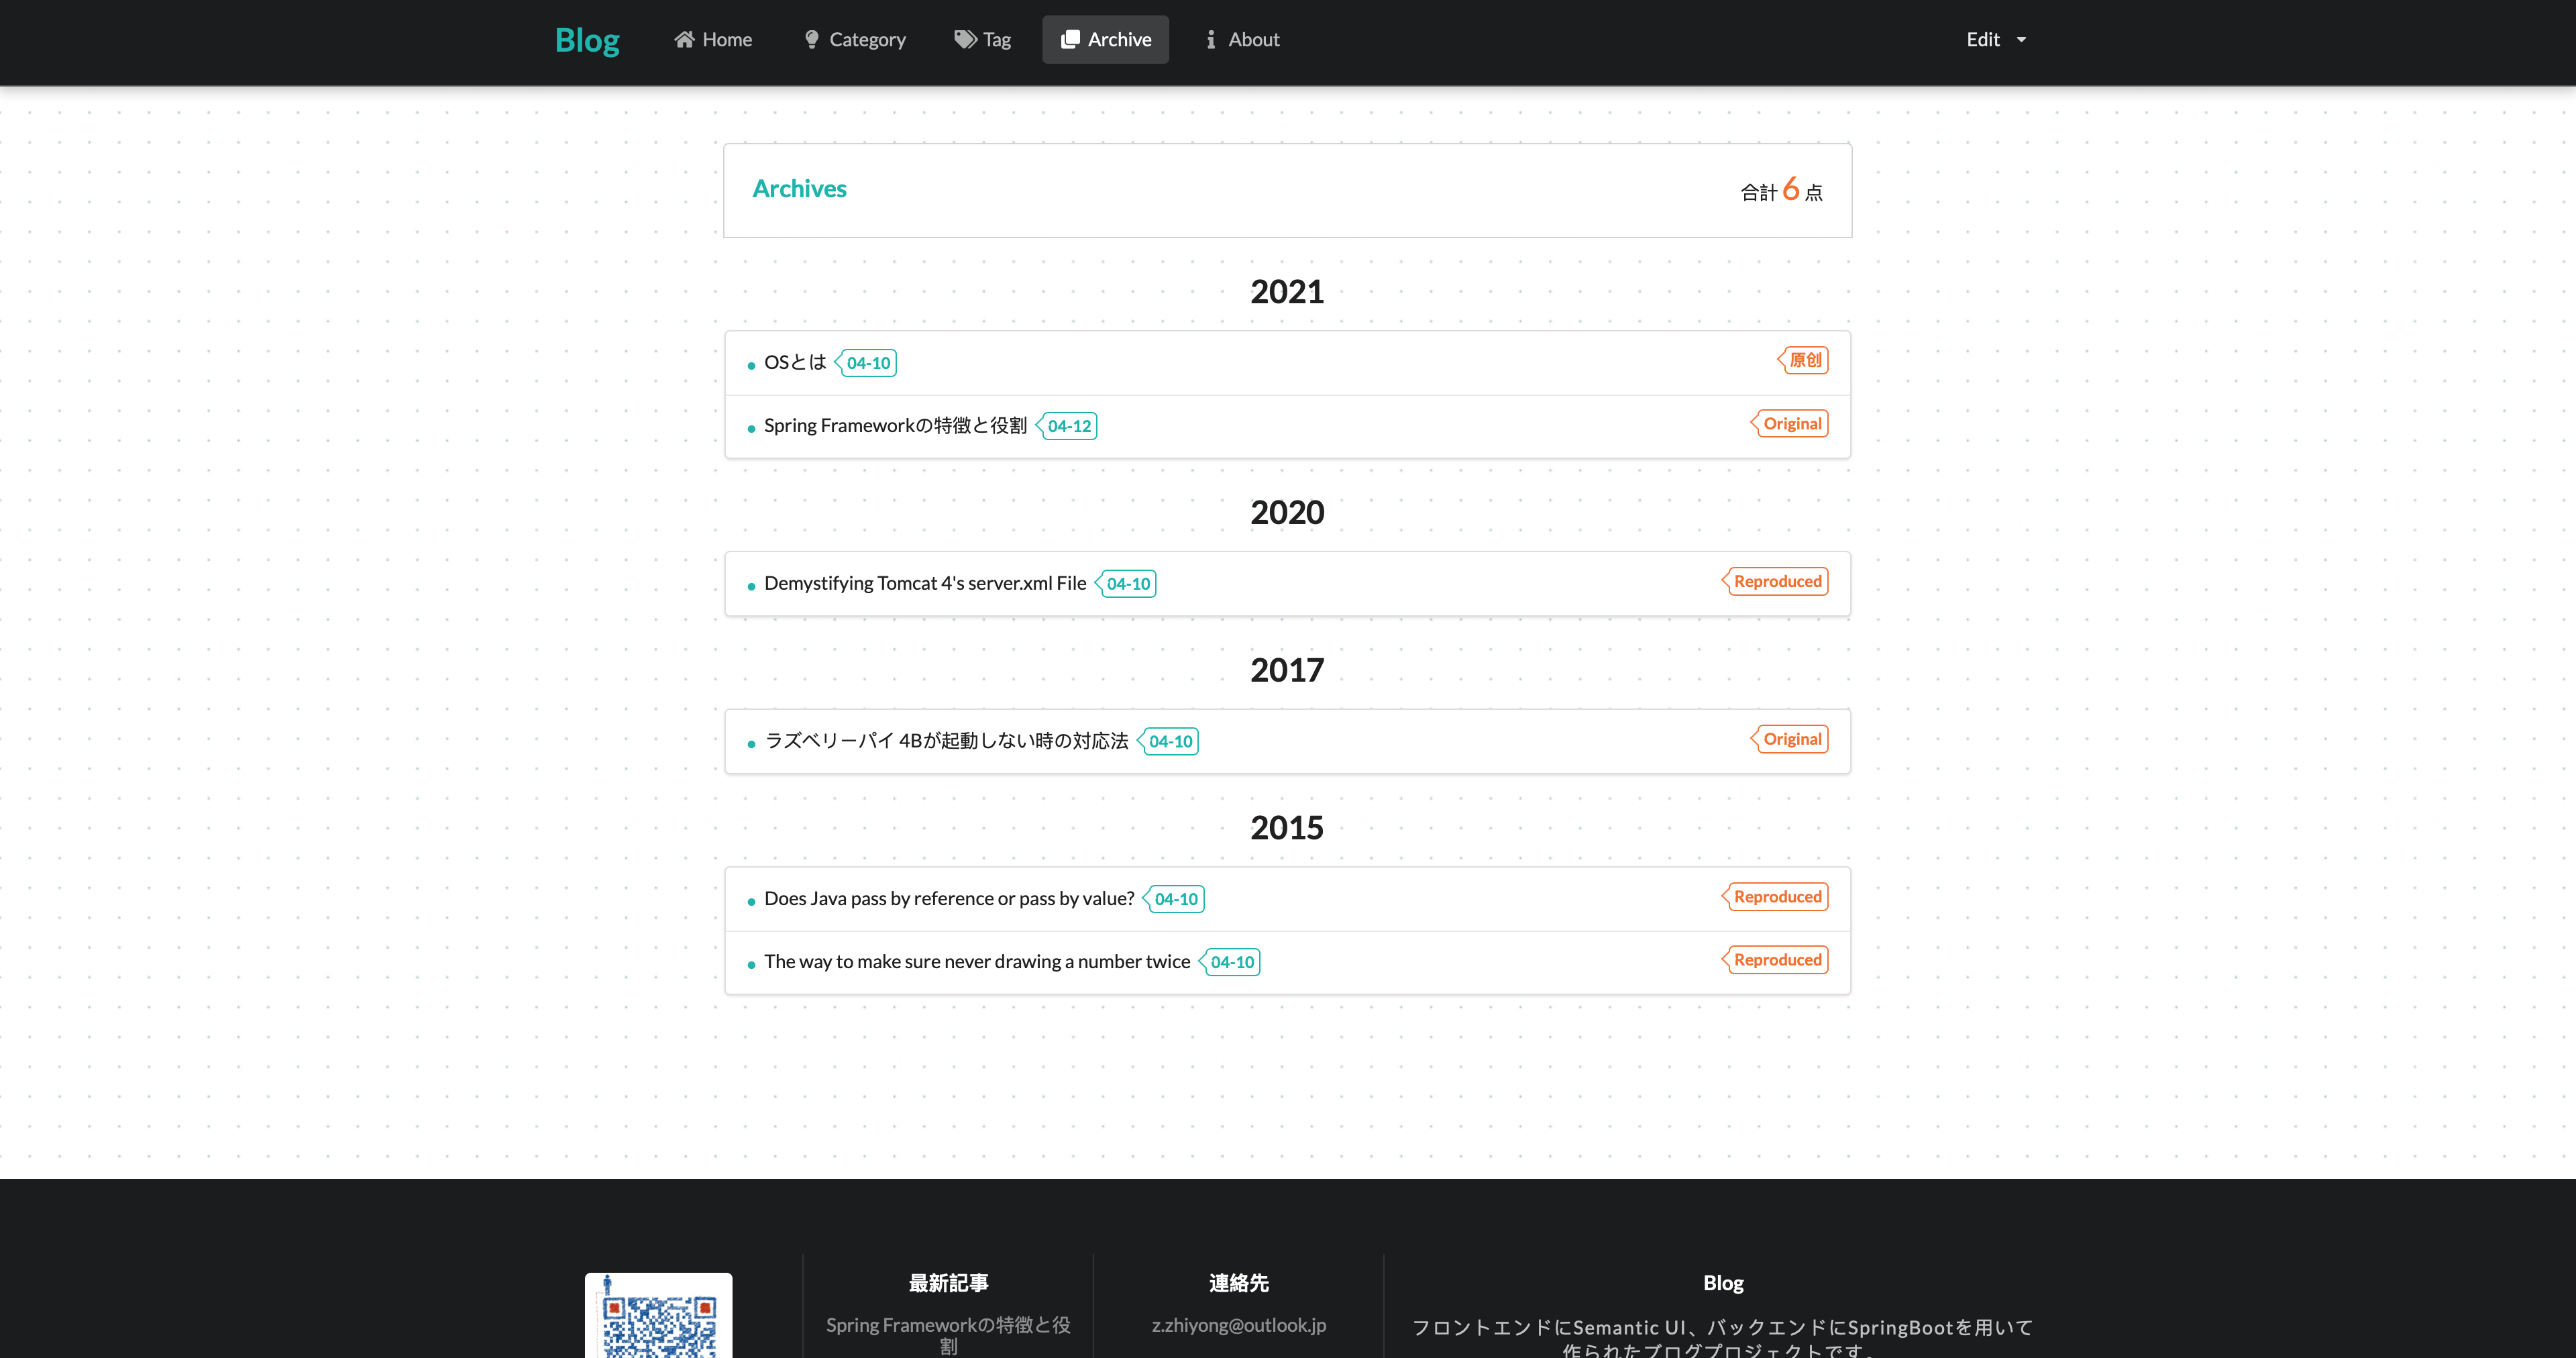 Blog Home Category Tag Archive About Edit
Archives 合計 6 点
2021
OSとは 04-10 原创
Spring Frameworkの特徴と役割 04-12 Original
2020
Demystifying Tomcat 4's server.xml File 04-10 Reproduced
2017
ラズベリーパイ 4Bが起動しない時の対応法 04-10 Original
2015
Does Java pass by reference or pass by value? 04-10 Reproduced
The way to make sure never drawing a number twice 04-10 Reproduced
最新記事
Spring Frameworkの特徴と役
割
連絡先
z.zhiyong@outlook.jp
Blog
フロントエンドにSemantic UI、バックエンドにSpringBootを用いて
作られたブログプロジェクトです。